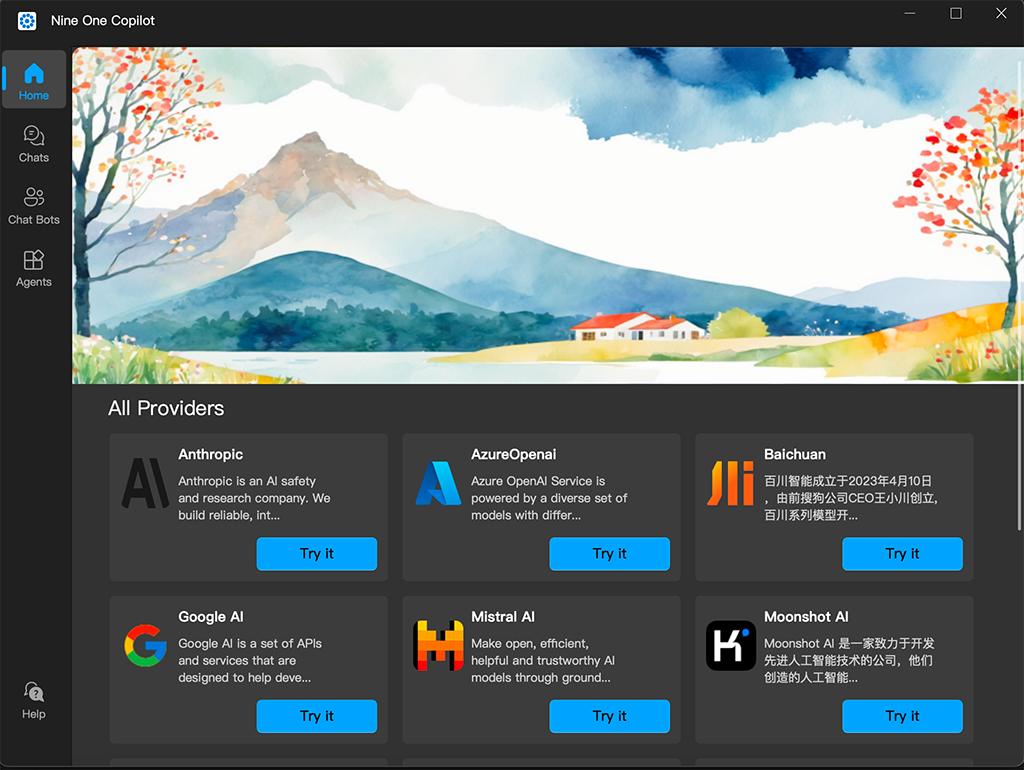 Nine One Copilot
Home
Chats
Chat Bots
Agents
Help
All Providers
Anthropic
Anthropic is an AI safety
and research company. We
build reliable, int...
Try it
AzureOpenai
Azure OpenAI Service is
powered by a diverse set of
models with differ...
Try it
Baichuan
百川智能成立于2023年4月10日
，由前搜狗公司CEO王小川创立,
百川系列模型开...
Try it
Google AI
Google AI is a set of APIs
and services that are
designed to help deve...
Try it
Mistral AI
Make open, efficient,
helpful and trustworthy AI
models through ground...
Try it
Moonshot AI
Moonshot AI 是一家致力于开发
先进人工智能技术的公司，他们
创造的人工智能...
Try it